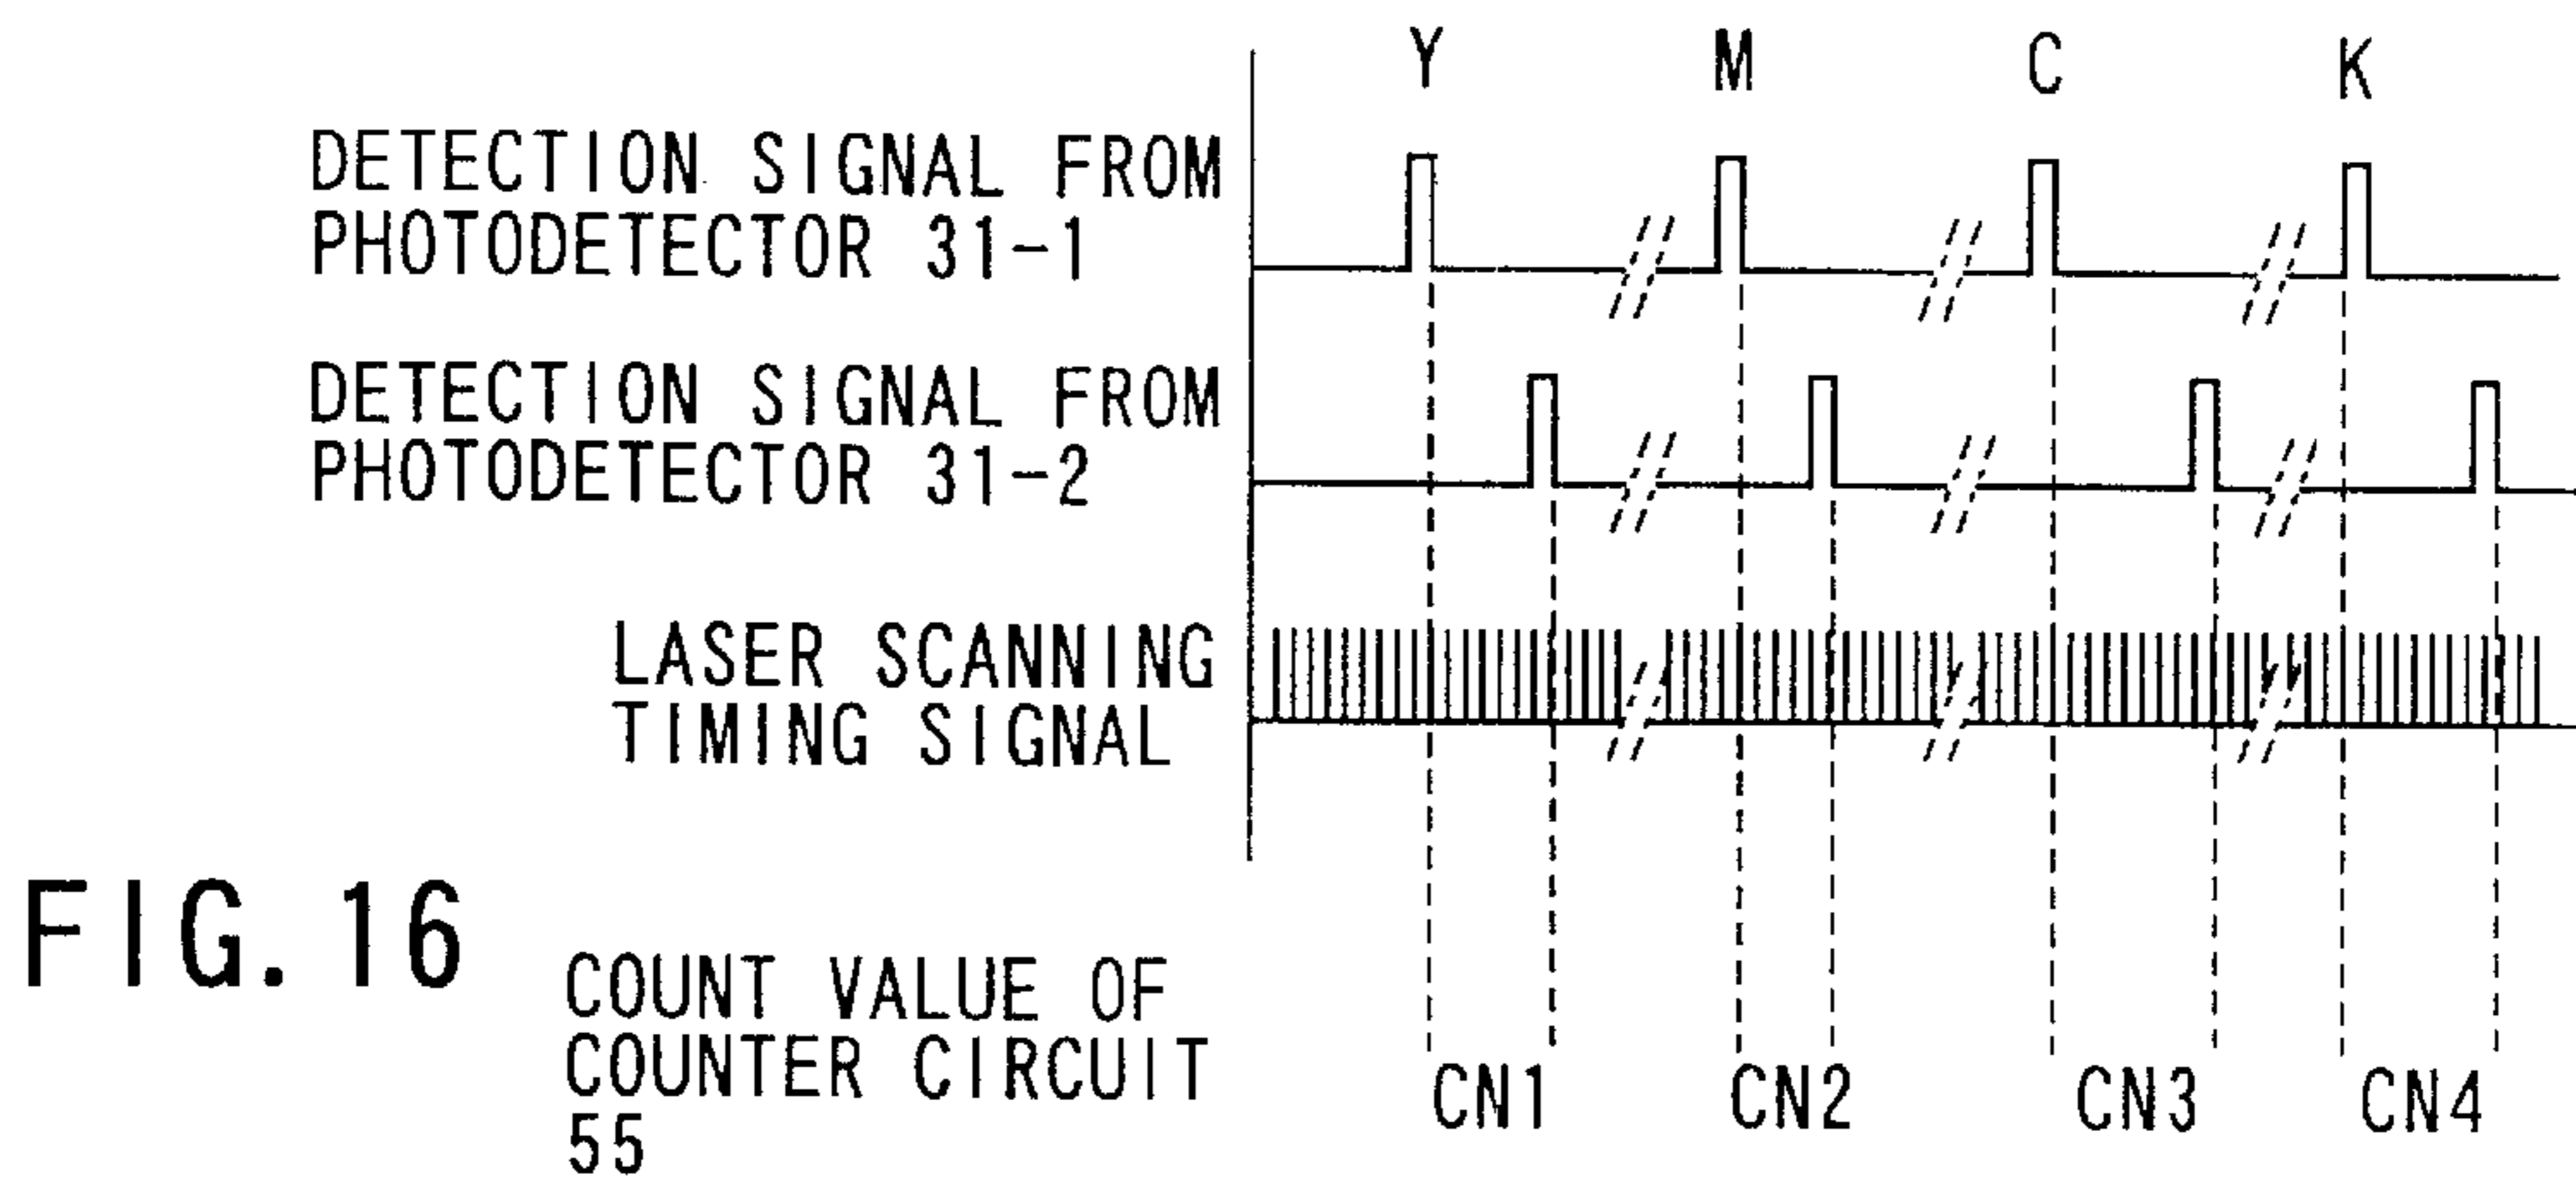 Y M C K
DETECTION SIGNAL FROM
PHOTODETECTOR 31-1
DETECTION SIGNAL FROM
PHOTODETECTOR 31-2
LASER SCANNING
TIMING SIGNAL
FIG. 16
COUNT VALUE OF
COUNTER CIRCUIT
55
CN1 CN2 CN3 CN4